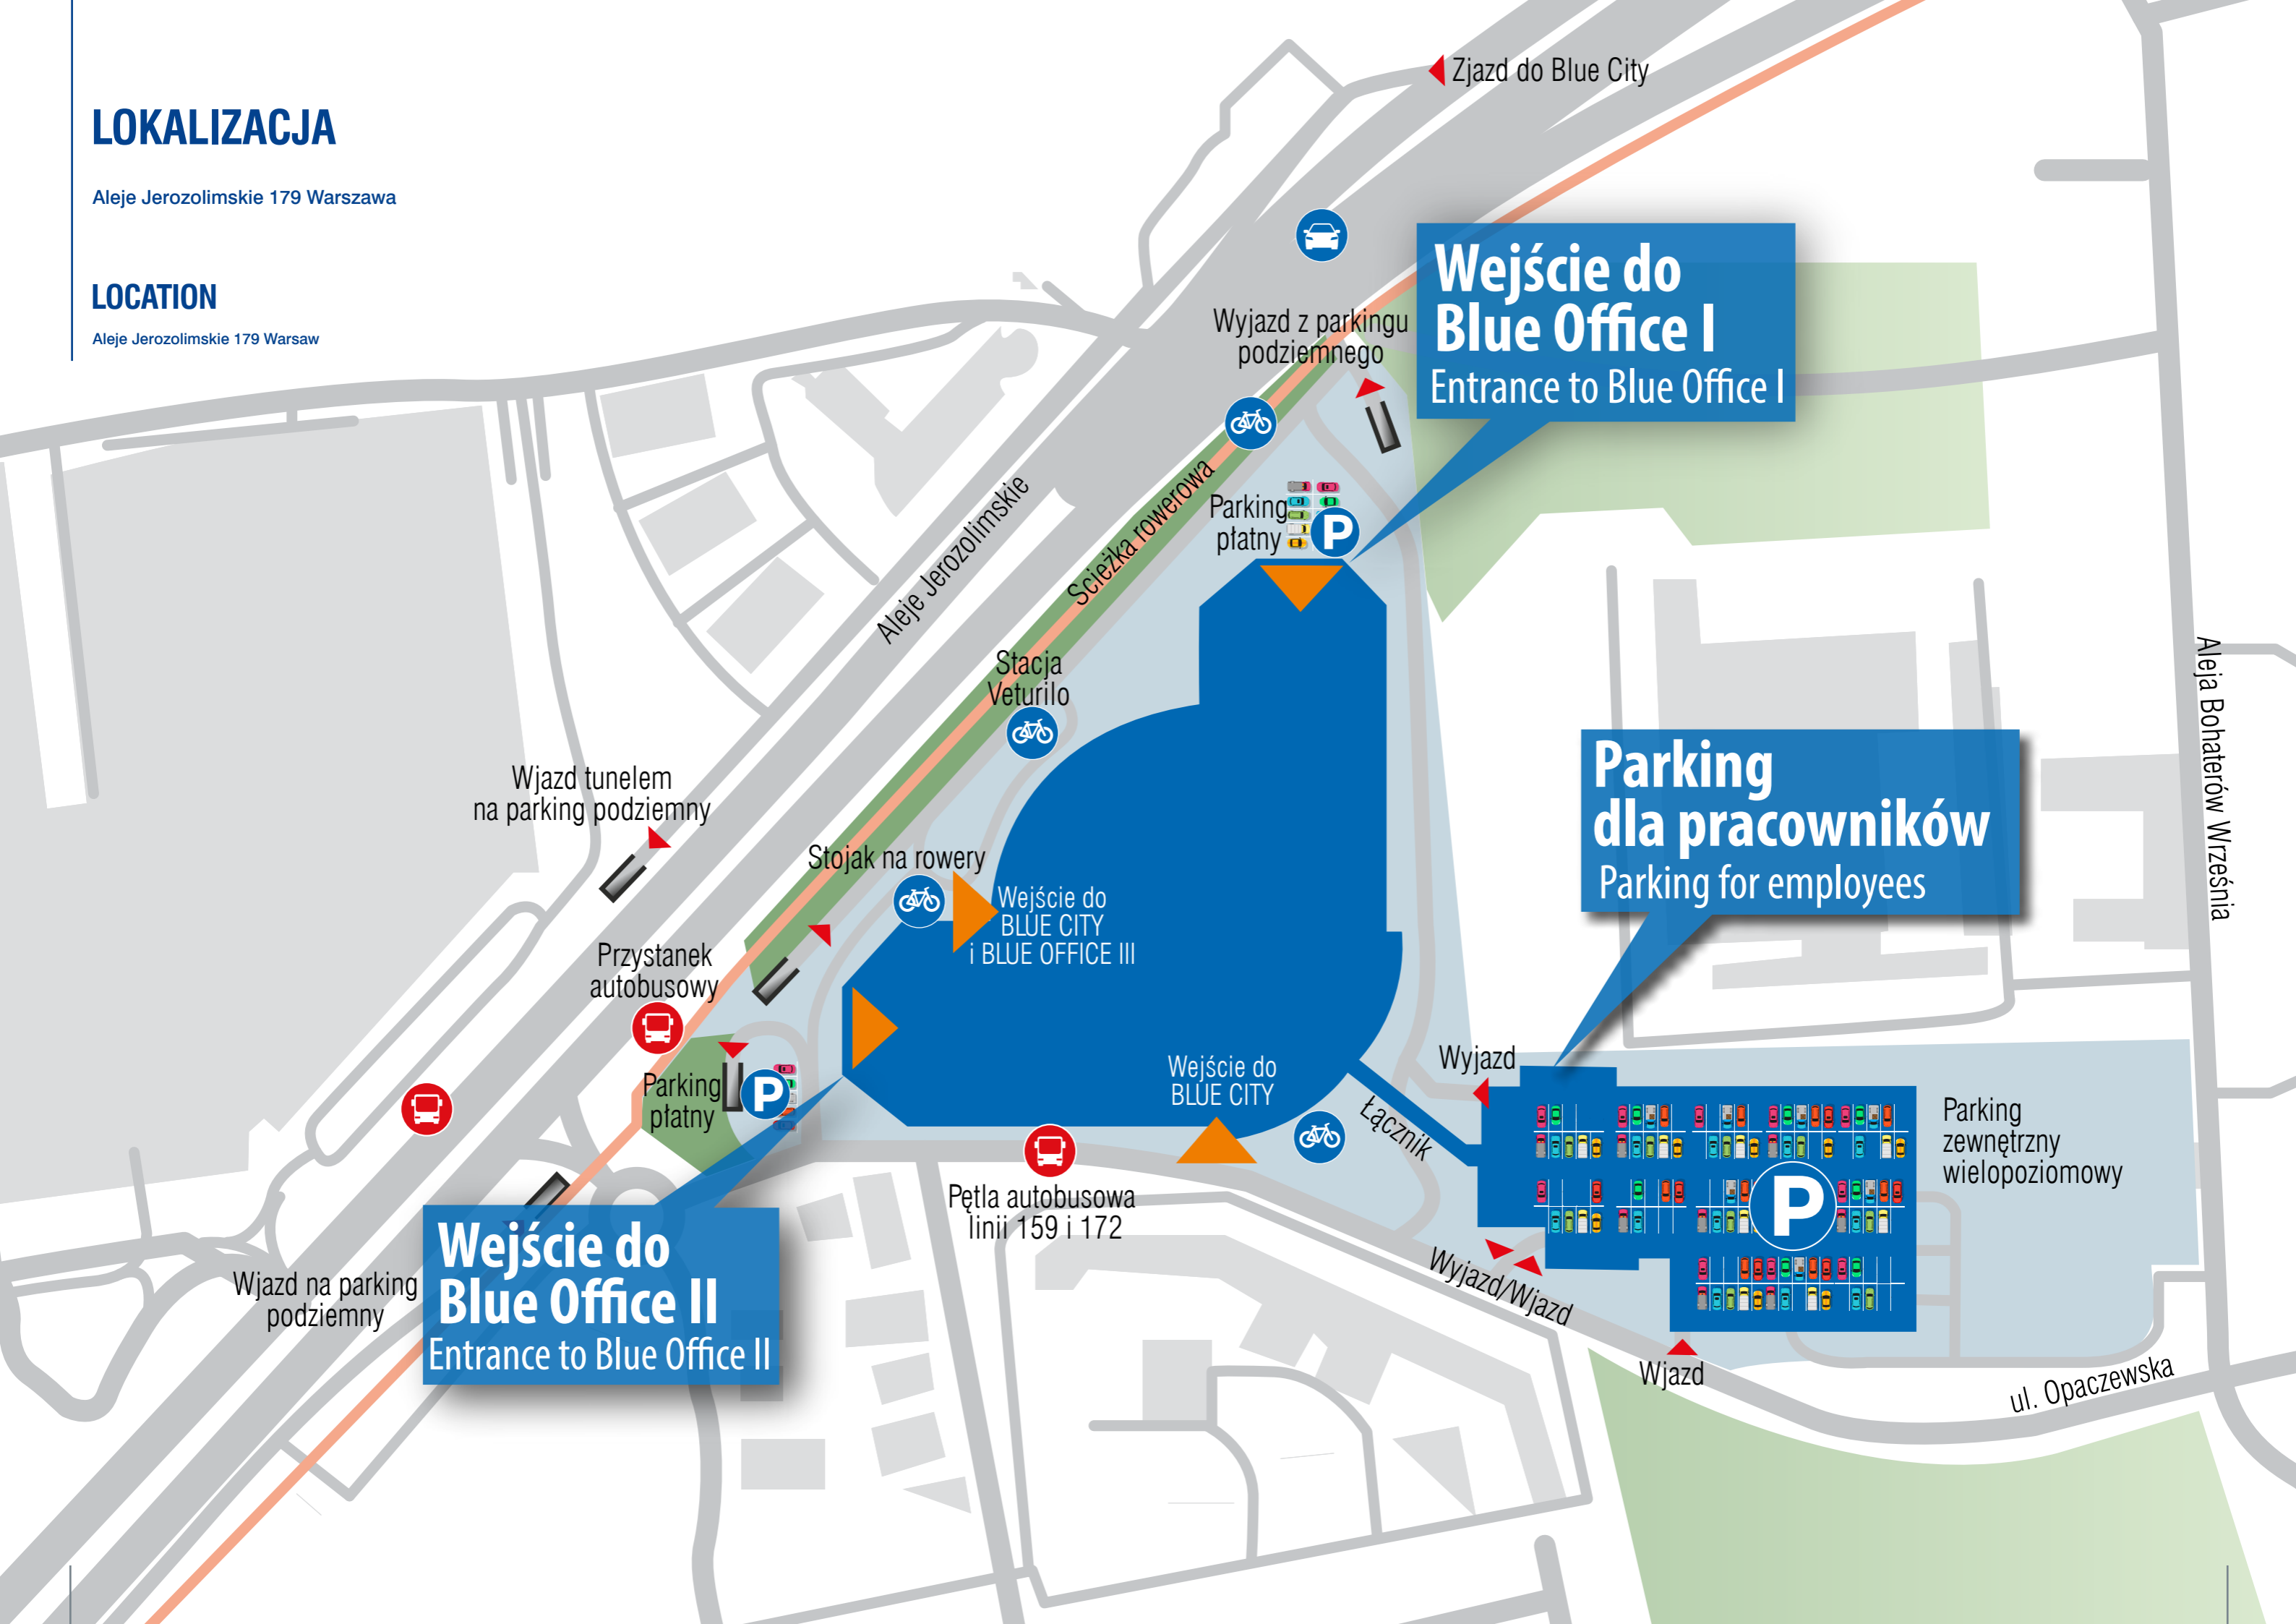 LOKALIZACJA
Aleje Jerozolimskie 179 Warszawa
LOCATION
Aleje Jerozolimskie 179 Warsaw
Zjazd do Blue City
Wejście do
Blue Office I
Entrance to Blue Office I
Wyjazd z parkingu
podziemnego
Parking
płatny
P
Aleje Jerozolimskie
Scieżka rowerowa
Stacja
Veturilo
Wjazd tunelem
na parking podziemny
Stojak na rowery
Wejście do
BLUE CITY
i BLUE OFFICE III
Parking
dla pracowników
Parking for employees
Aleja Bohaterów Września
Przystanek
autobusowy
Parking
płatny
P
Wejście do
BLUE CITY
Łącznik
Wyjazd
Parking
zewnętrzny
wielopoziomowy
P
Pętla autobusowa
linii 159 i 172
Wyjazd/Wjazd
Wjazd
ul. Opaczewska
Wjazd na parking
podziemny
Wejście do
Blue Office II
Entrance to Blue Office II